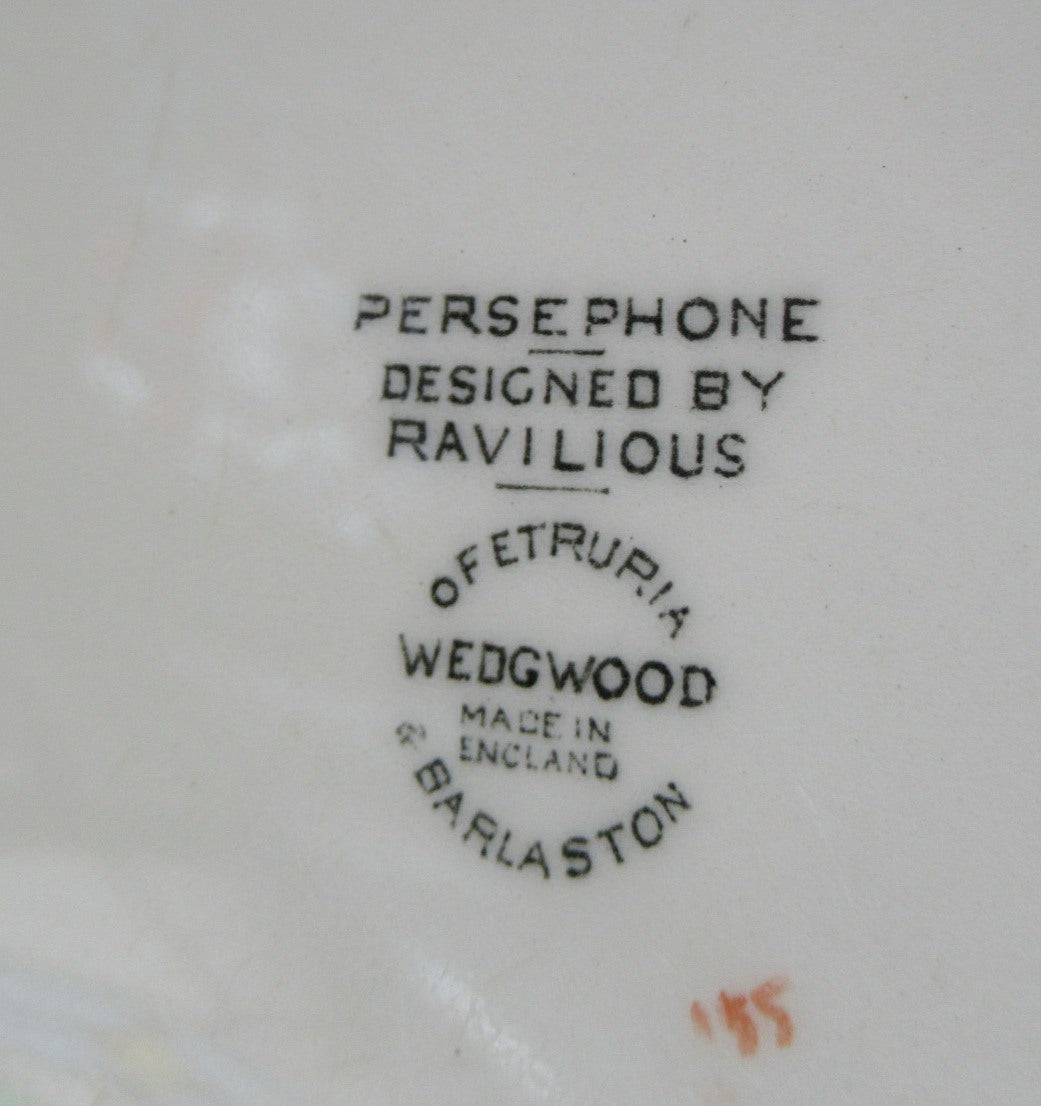 PERSEPHONE
DESIGNED BY
RAVILIOUS
OF ETRURIA
WEDGWOOD
MADE IN
ENGLAND
& BARLASTON